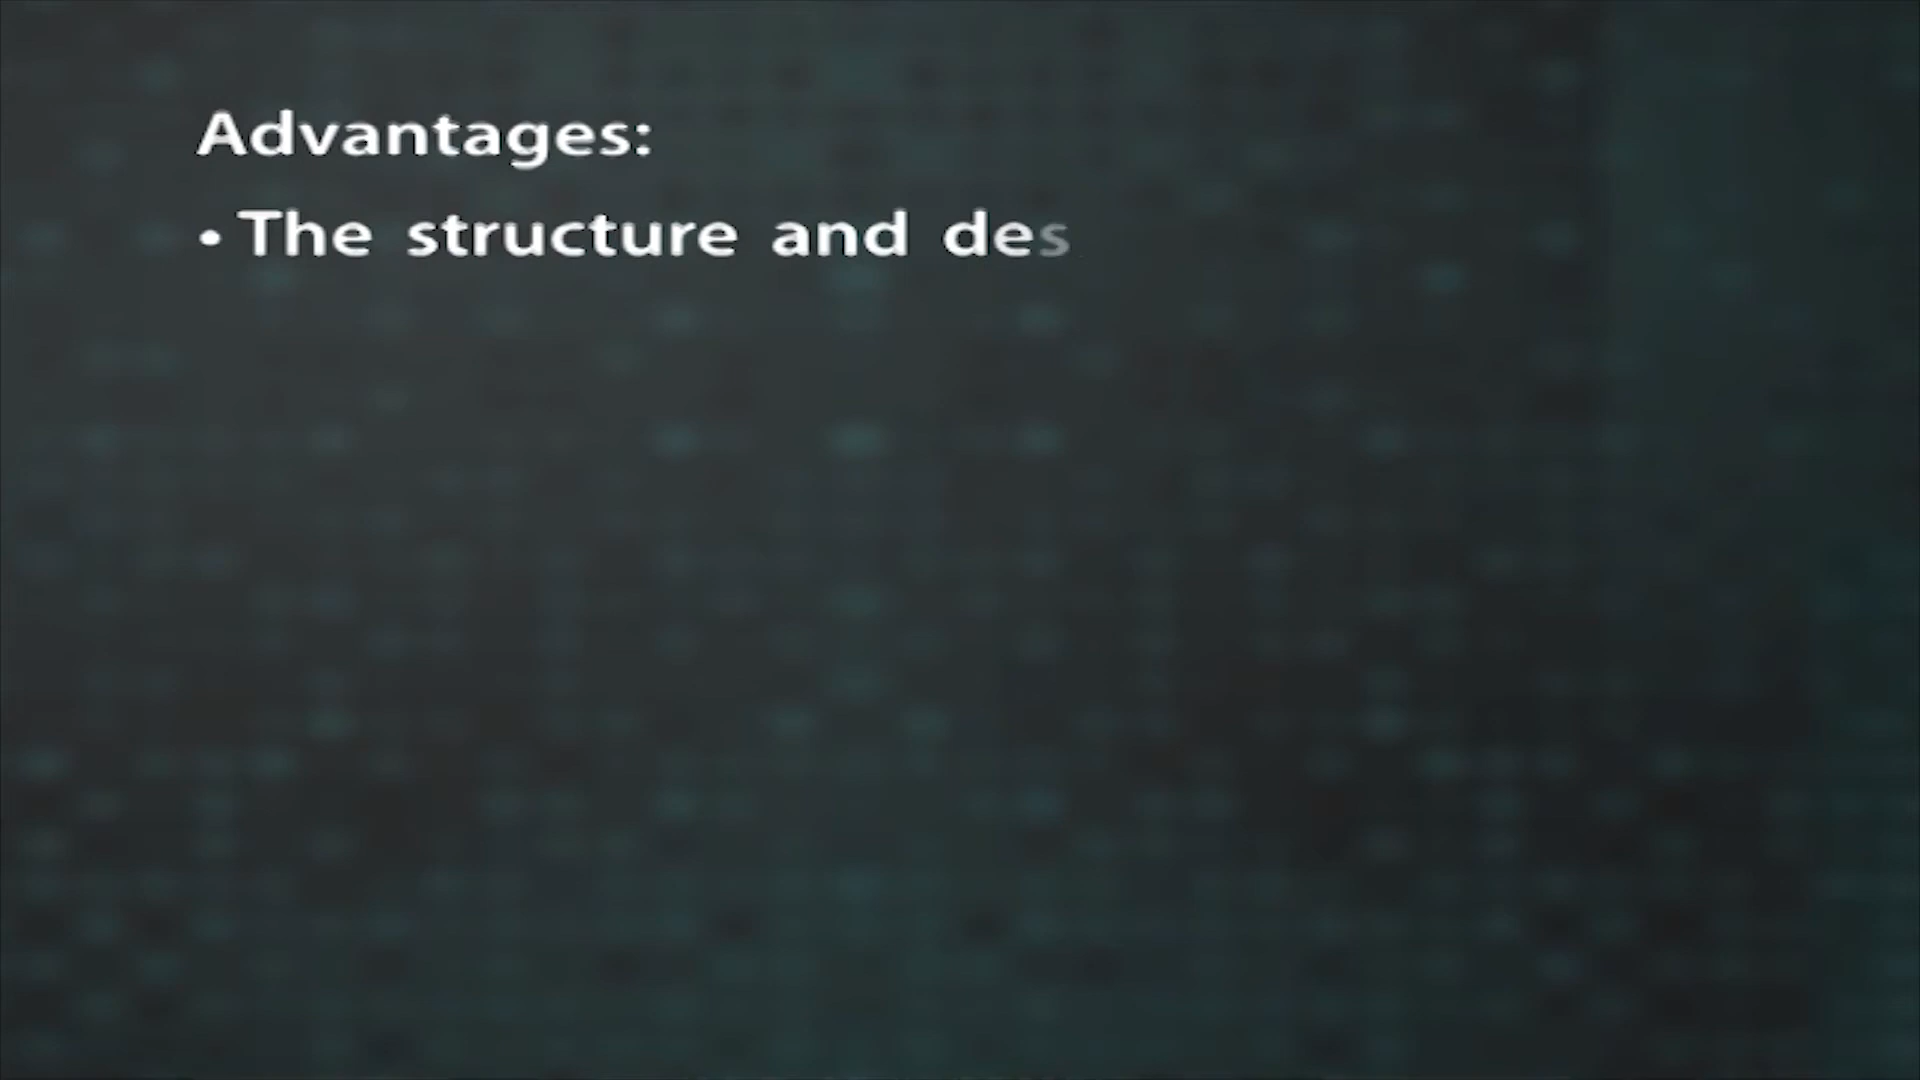 Advantages:
• The structure and des